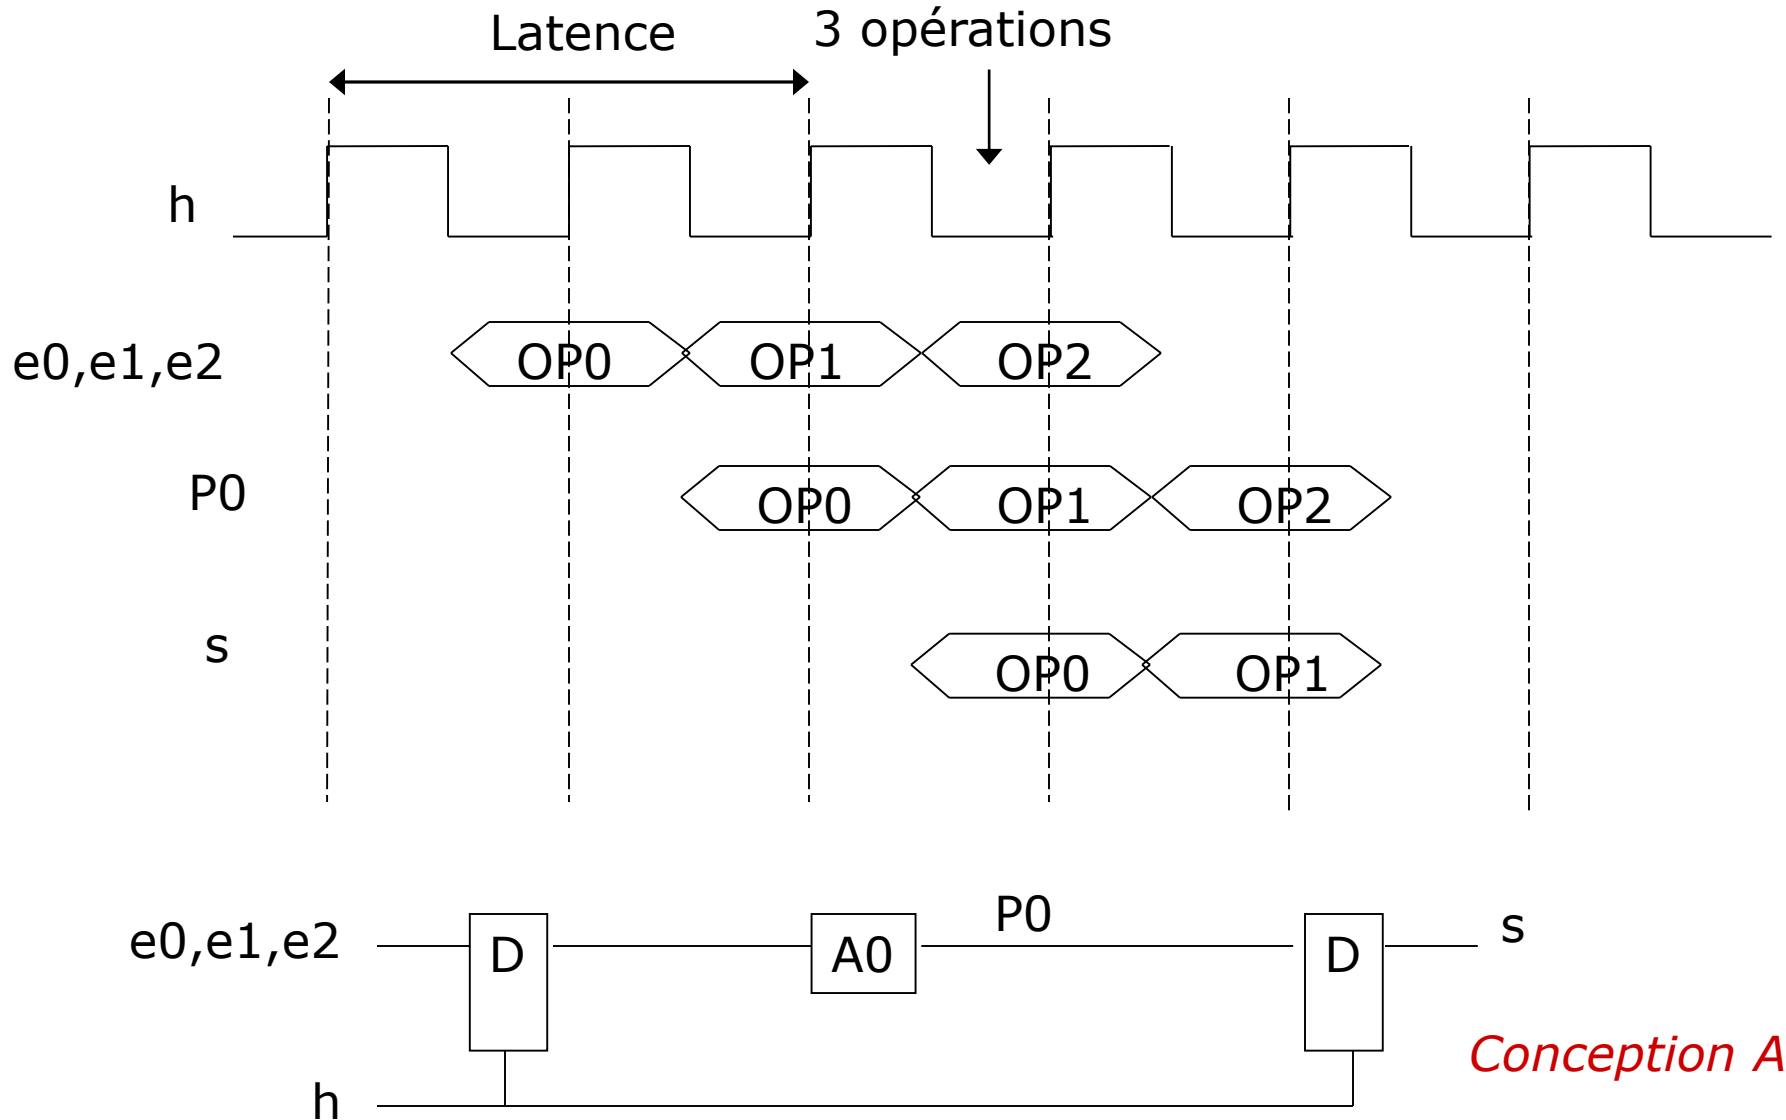 Latence
3 opérations
h
e0,e1,e2
OP0
OP1
OP2
P0
OP0
OP1
OP2
s
OP0
OP1
e0,e1,e2
D
A0
P0
D
s
Conception A
h